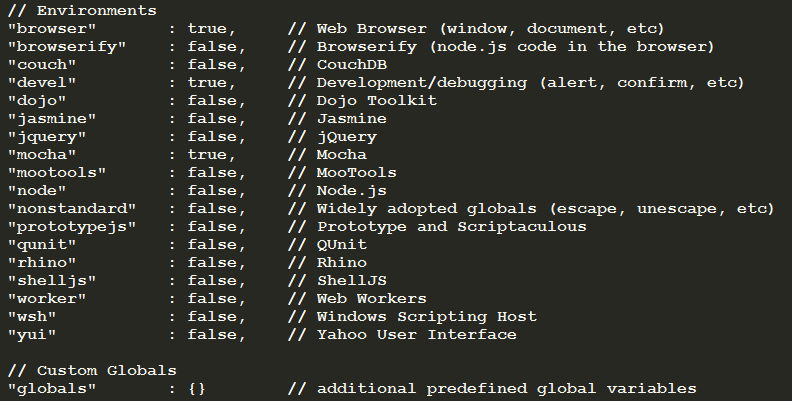 // Environments
"browser"       : true,     // Web Browser (window, document, etc)
"browserify"    : false,    // Browserify (node.js code in the browser)
"couch"         : false,    // CouchDB
"devel"         : true,     // Development/debugging (alert, confirm, etc)
"dojo"          : false,    // Dojo Toolkit
"jasmine"       : false,    // Jasmine
"jquery"        : false,    // jQuery
"mocha"         : true,     // Mocha
"mootools"      : false,    // MooTools
"node"          : false,    // Node.js
"nonstandard"   : false,    // Widely adopted globals (escape, unescape, etc)
"prototypejs"   : false,    // Prototype and Scriptaculous
"qunit"         : false,    // QUnit
"rhino"         : false,    // Rhino
"shelljs"       : false,    // ShellJS
"worker"        : false,    // Web Workers
"wsh"           : false,    // Windows Scripting Host
"yui"           : false,    // Yahoo User Interface

// Custom Globals
"globals"       : {}        // additional predefined global variables